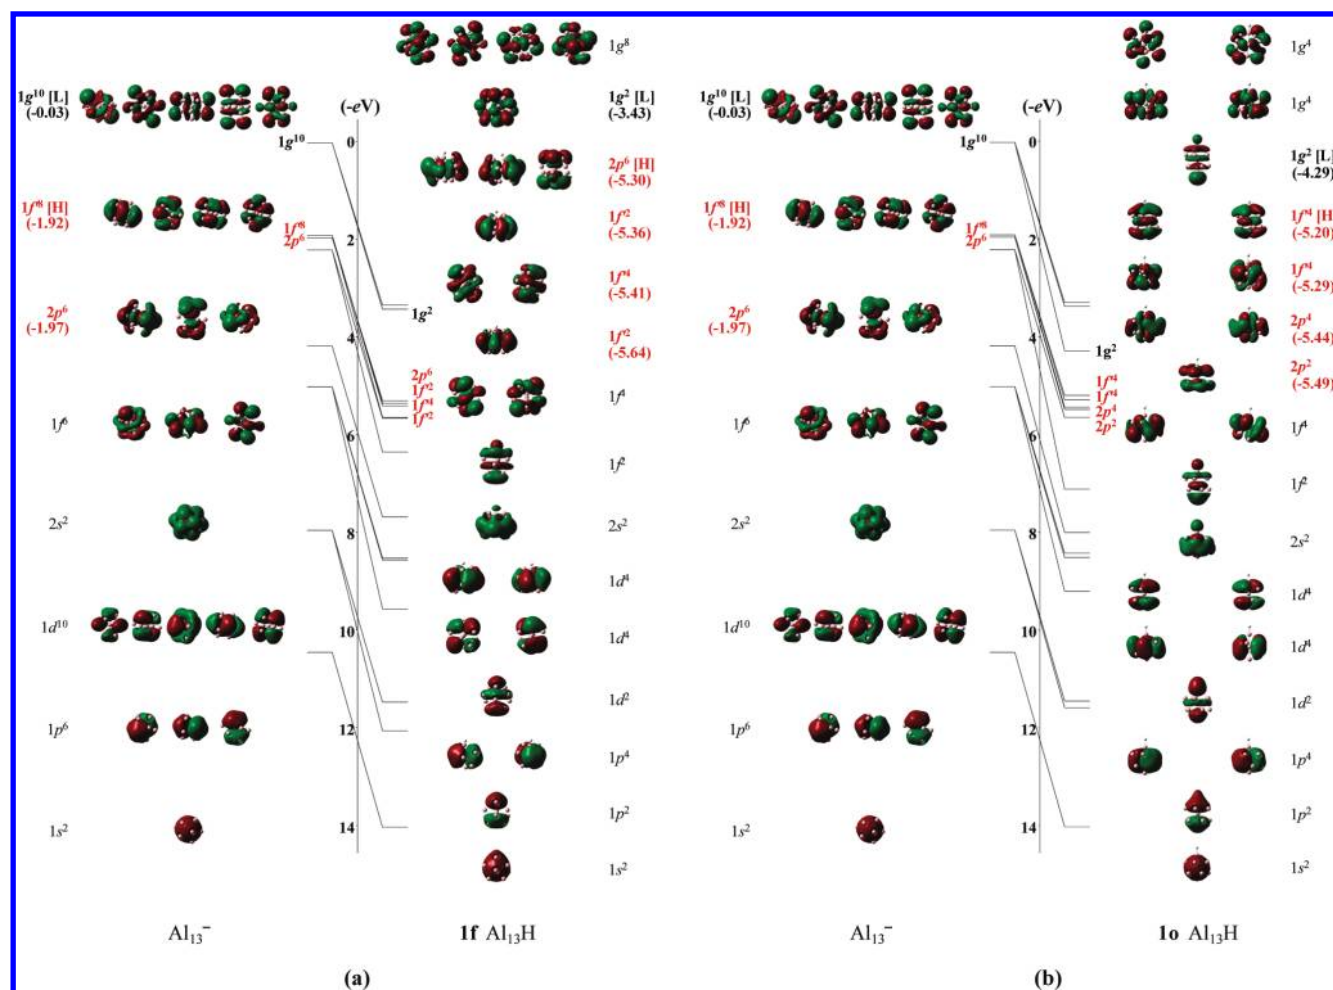 1g⁸
1g¹⁰ [L]
(-0.03)
(-eV)
1g² [L]
(-3.43)
0
1g¹⁰
2p⁶ [H]
(-5.30)
1f'⁸ [H]
(-1.92)
1f'⁸
2p⁶
2
1f'²
(-5.36)
1f'⁴
(-5.41)
1g²
2p⁶
(-1.97)
4
1f'²
(-5.64)
2p⁶
1f'²
1f'⁴
1f'²
1f⁴
1f⁶
6
1f²
2s²
8
2s²
1d⁴
1d¹⁰
10
1d⁴
1d²
1p⁶
12
1p⁴
1p²
1s²
14
1s²
Al₁₃⁻
1f Al₁₃H
(a)
1g⁴
1g¹⁰ [L]
(-0.03)
(-eV)
1g⁴
0
1g¹⁰
1g² [L]
(-4.29)
1f'⁸ [H]
(-1.92)
1f'⁸
2p⁶
2
1f'⁴ [H
(-5.20)
1f'⁴
(-5.29)
2p⁶
(-1.97)
4
2p⁴
(-5.44)
1g²
2p²
(-5.49)
1f'⁴
1f'⁴
2p⁴
2p²
1f⁶
6
1f⁴
1f²
2s²
8
2s²
1d⁴
1d¹⁰
10
1d⁴
1d²
1p⁶
12
1p⁴
1p²
1s²
14
1s²
Al₁₃⁻
1o Al₁₃H
(b)